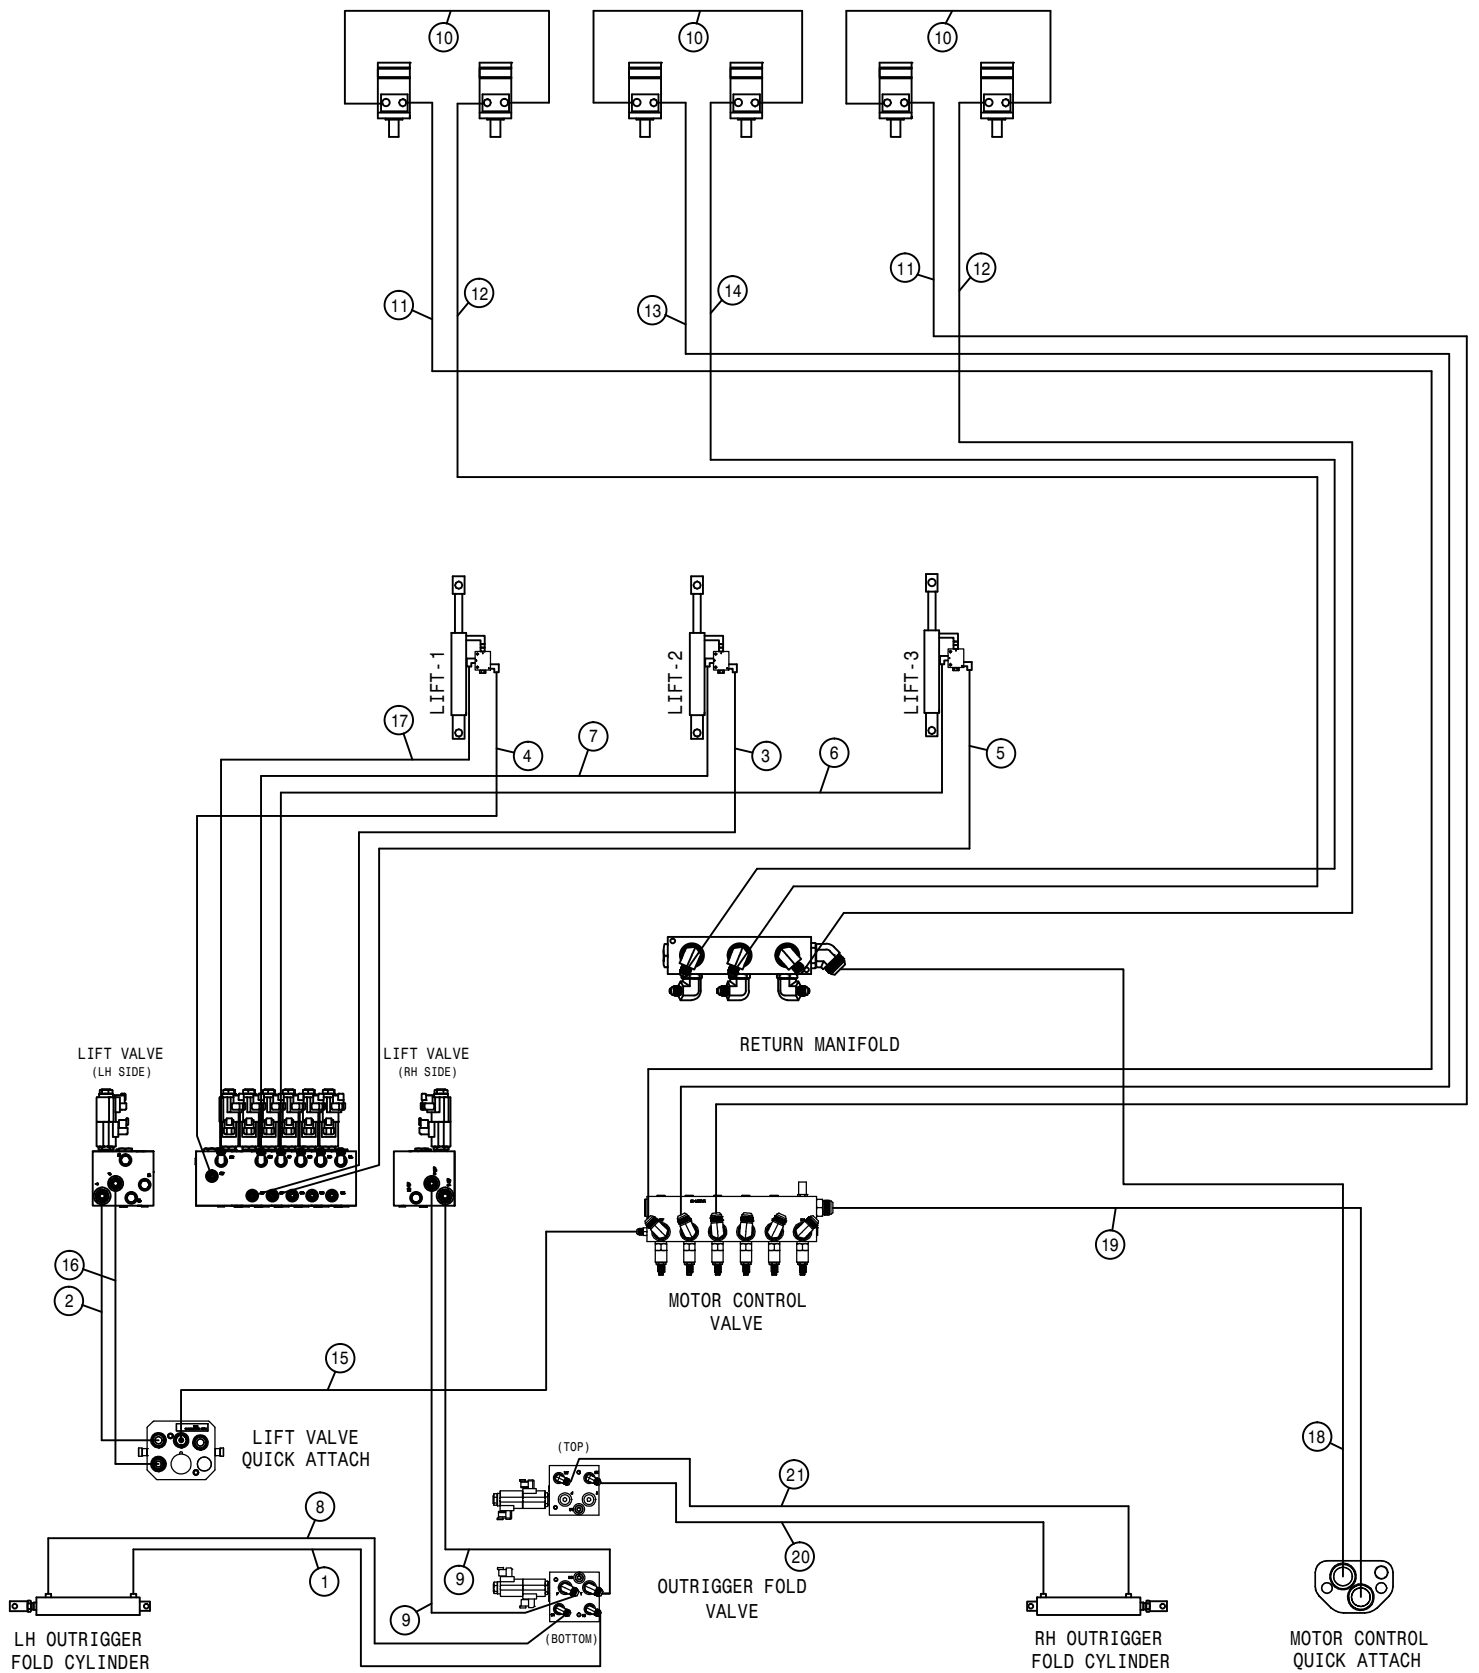 10
10
10
11
12
13
14
11
12
LIFT-1
LIFT-2
LIFT-3
17
4
7
3
6
5
RETURN MANIFOLD
LIFT VALVE
(LH SIDE)
LIFT VALVE
(RH SIDE)
16
2
19
MOTOR CONTROL
VALVE
15
18
LIFT VALVE
QUICK ATTACH
(TOP)
21
8
20
1
9
9
OUTRIGGER FOLD
VALVE
(BOTTOM)
LH OUTRIGGER
FOLD CYLINDER
RH OUTRIGGER
FOLD CYLINDER
MOTOR CONTROL
QUICK ATTACH